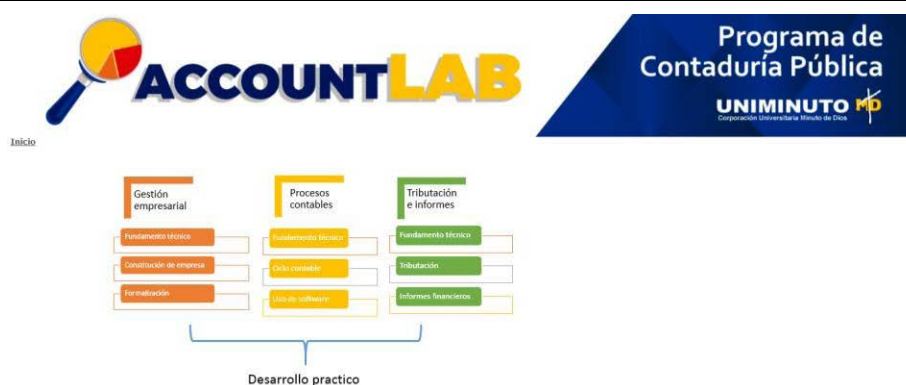 ACCOUNTLAB
Programa de
Contaduría Pública
UNIMINUTO MD
Corporación Universitaria Minuto de Dios
Inicio
Gestión
empresarial
Fundamento técnico
Constitución de empresa
Formalización
Procesos
contables
Fundamento técnico
Ciclo contable
Uso de software
Tributación
e informes
Fundamento técnico
Tributación
Informes financieros
Desarrollo practico